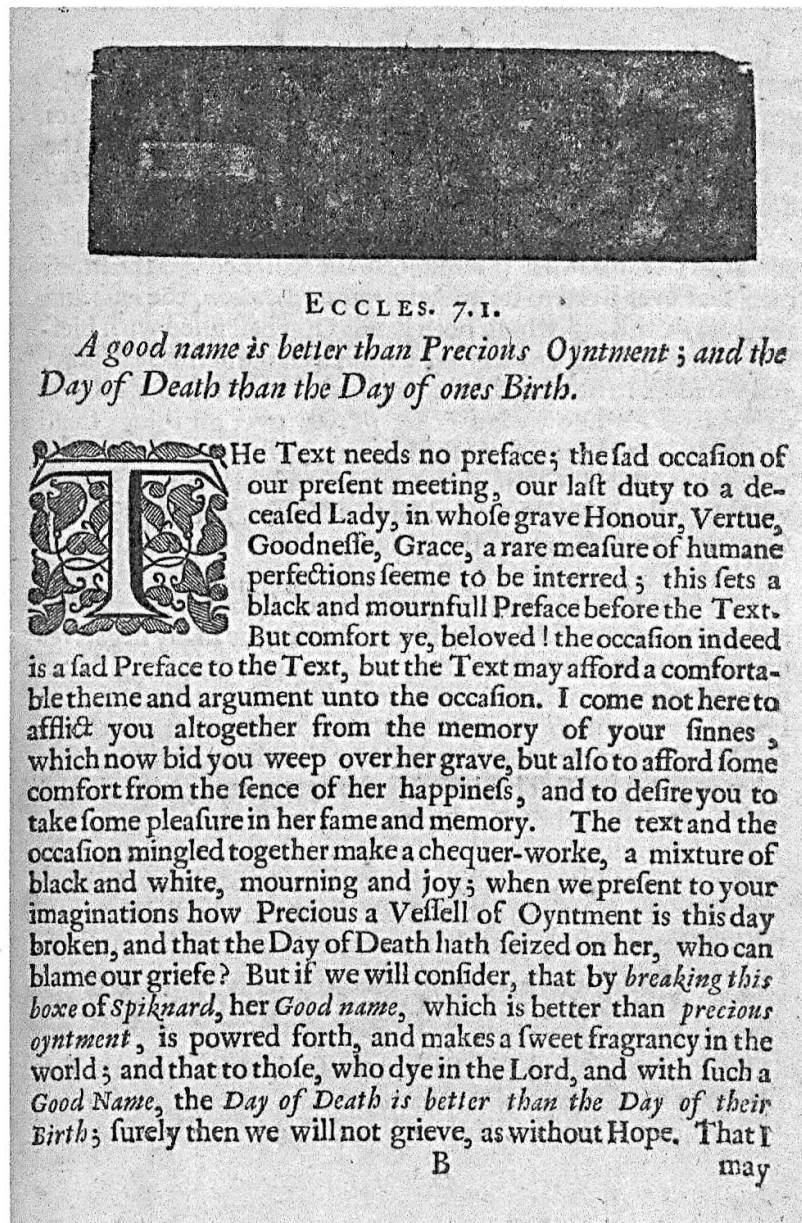 ECCLES. 7.1.
A good name is better than Precious Oyntment; and the
Day of Death than the Day of ones Birth.
THe Text needs no preface; the ſad occaſion of
our preſent meeting, our laſt duty to a de-
ceaſed Lady, in whoſe grave Honour, Vertue,
Goodneſſe, Grace, a rare meaſure of humane
perfections ſeeme to be interred; this ſets a
black and mournfull Preface before the Text.
But comfort ye, beloved! the occaſion indeed
is a ſad Preface to the Text, but the Text may afford a comforta-
ble theme and argument unto the occaſion. I come not here to
afflict you altogether from the memory of your ſinnes,
which now bid you weep over her grave, but alſo to afford ſome
comfort from the ſence of her happineſs, and to deſire you to
take ſome pleaſure in her fame and memory. The text and the
occaſion mingled together make a chequer-worke, a mixture of
black and white, mourning and joy; when we preſent to your
imaginations how Precious a Veſſell of Oyntment is this day
broken, and that the Day of Death hath ſeized on her, who can
blame our griefe? But if we will conſider, that by breaking this
boxe of Spiknard, her Good name, which is better than precious
oyntment, is powred forth, and makes a ſweet fragrancy in the
world; and that to thoſe, who dye in the Lord, and with ſuch a
Good Name, the Day of Death is better than the Day of their
Birth; ſurely then we will not grieve, as without Hope. That I
B may